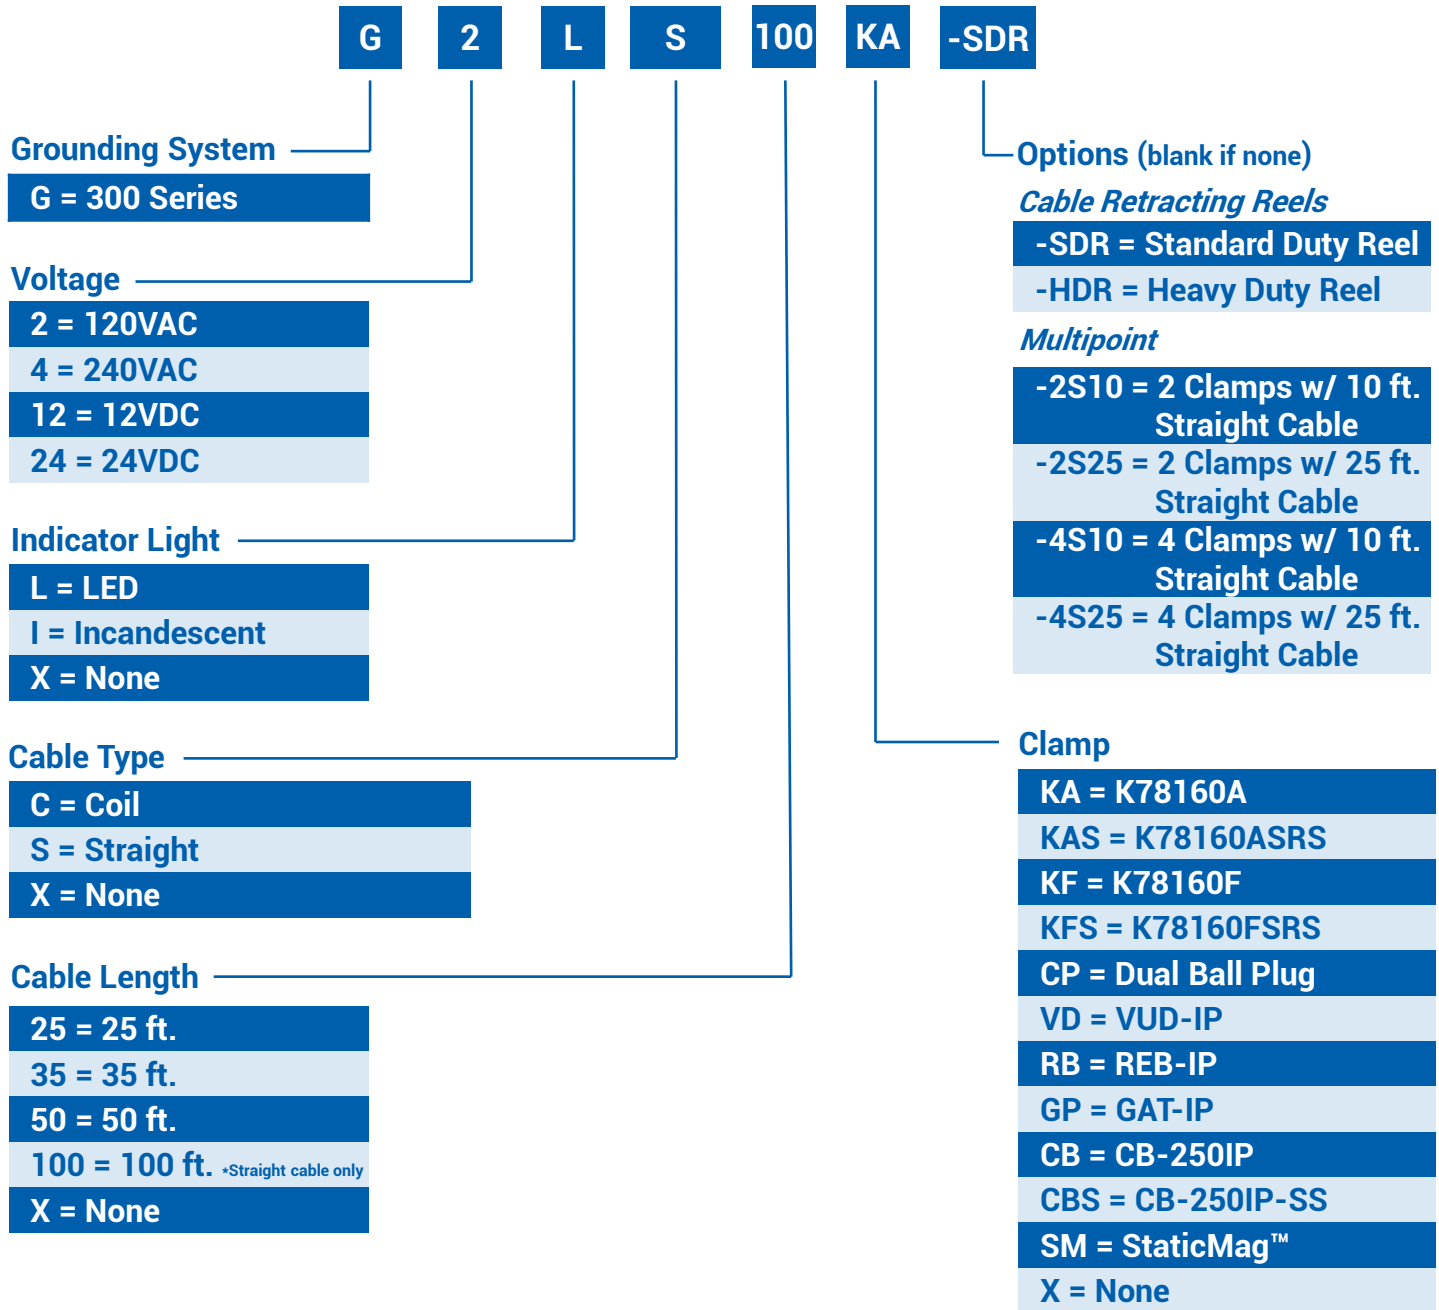 G 2 L S 100 KA -SDR
Grounding System
G = 300 Series
Voltage
2 = 120VAC
4 = 240VAC
12 = 12VDC
24 = 24VDC
Indicator Light
L = LED
I = Incandescent
X = None
Cable Type
C = Coil
S = Straight
X = None
Cable Length
25 = 25 ft.
35 = 35 ft.
50 = 50 ft.
100 = 100 ft. *Straight cable only
X = None
Options (blank if none)
Cable Retracting Reels
-SDR = Standard Duty Reel
-HDR = Heavy Duty Reel
Multipoint
-2S10 = 2 Clamps w/ 10 ft.
Straight Cable
-2S25 = 2 Clamps w/ 25 ft.
Straight Cable
-4S10 = 4 Clamps w/ 10 ft.
Straight Cable
-4S25 = 4 Clamps w/ 25 ft.
Straight Cable
Clamp
KA = K78160A
KAS = K78160ASRS
KF = K78160F
KFS = K78160FSRS
CP = Dual Ball Plug
VD = VUD-IP
RB = REB-IP
GP = GAT-IP
CB = CB-250IP
CBS = CB-250IP-SS
SM = StaticMag™
X = None